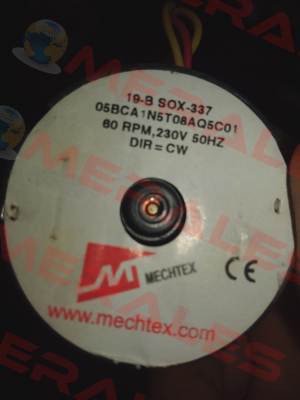 19-B SOX-337
05BCA1N5T08AQ5C01
60 RPM,230V 50HZ
DIR=CW
M MECHTEX
CE
www.mechtex.com